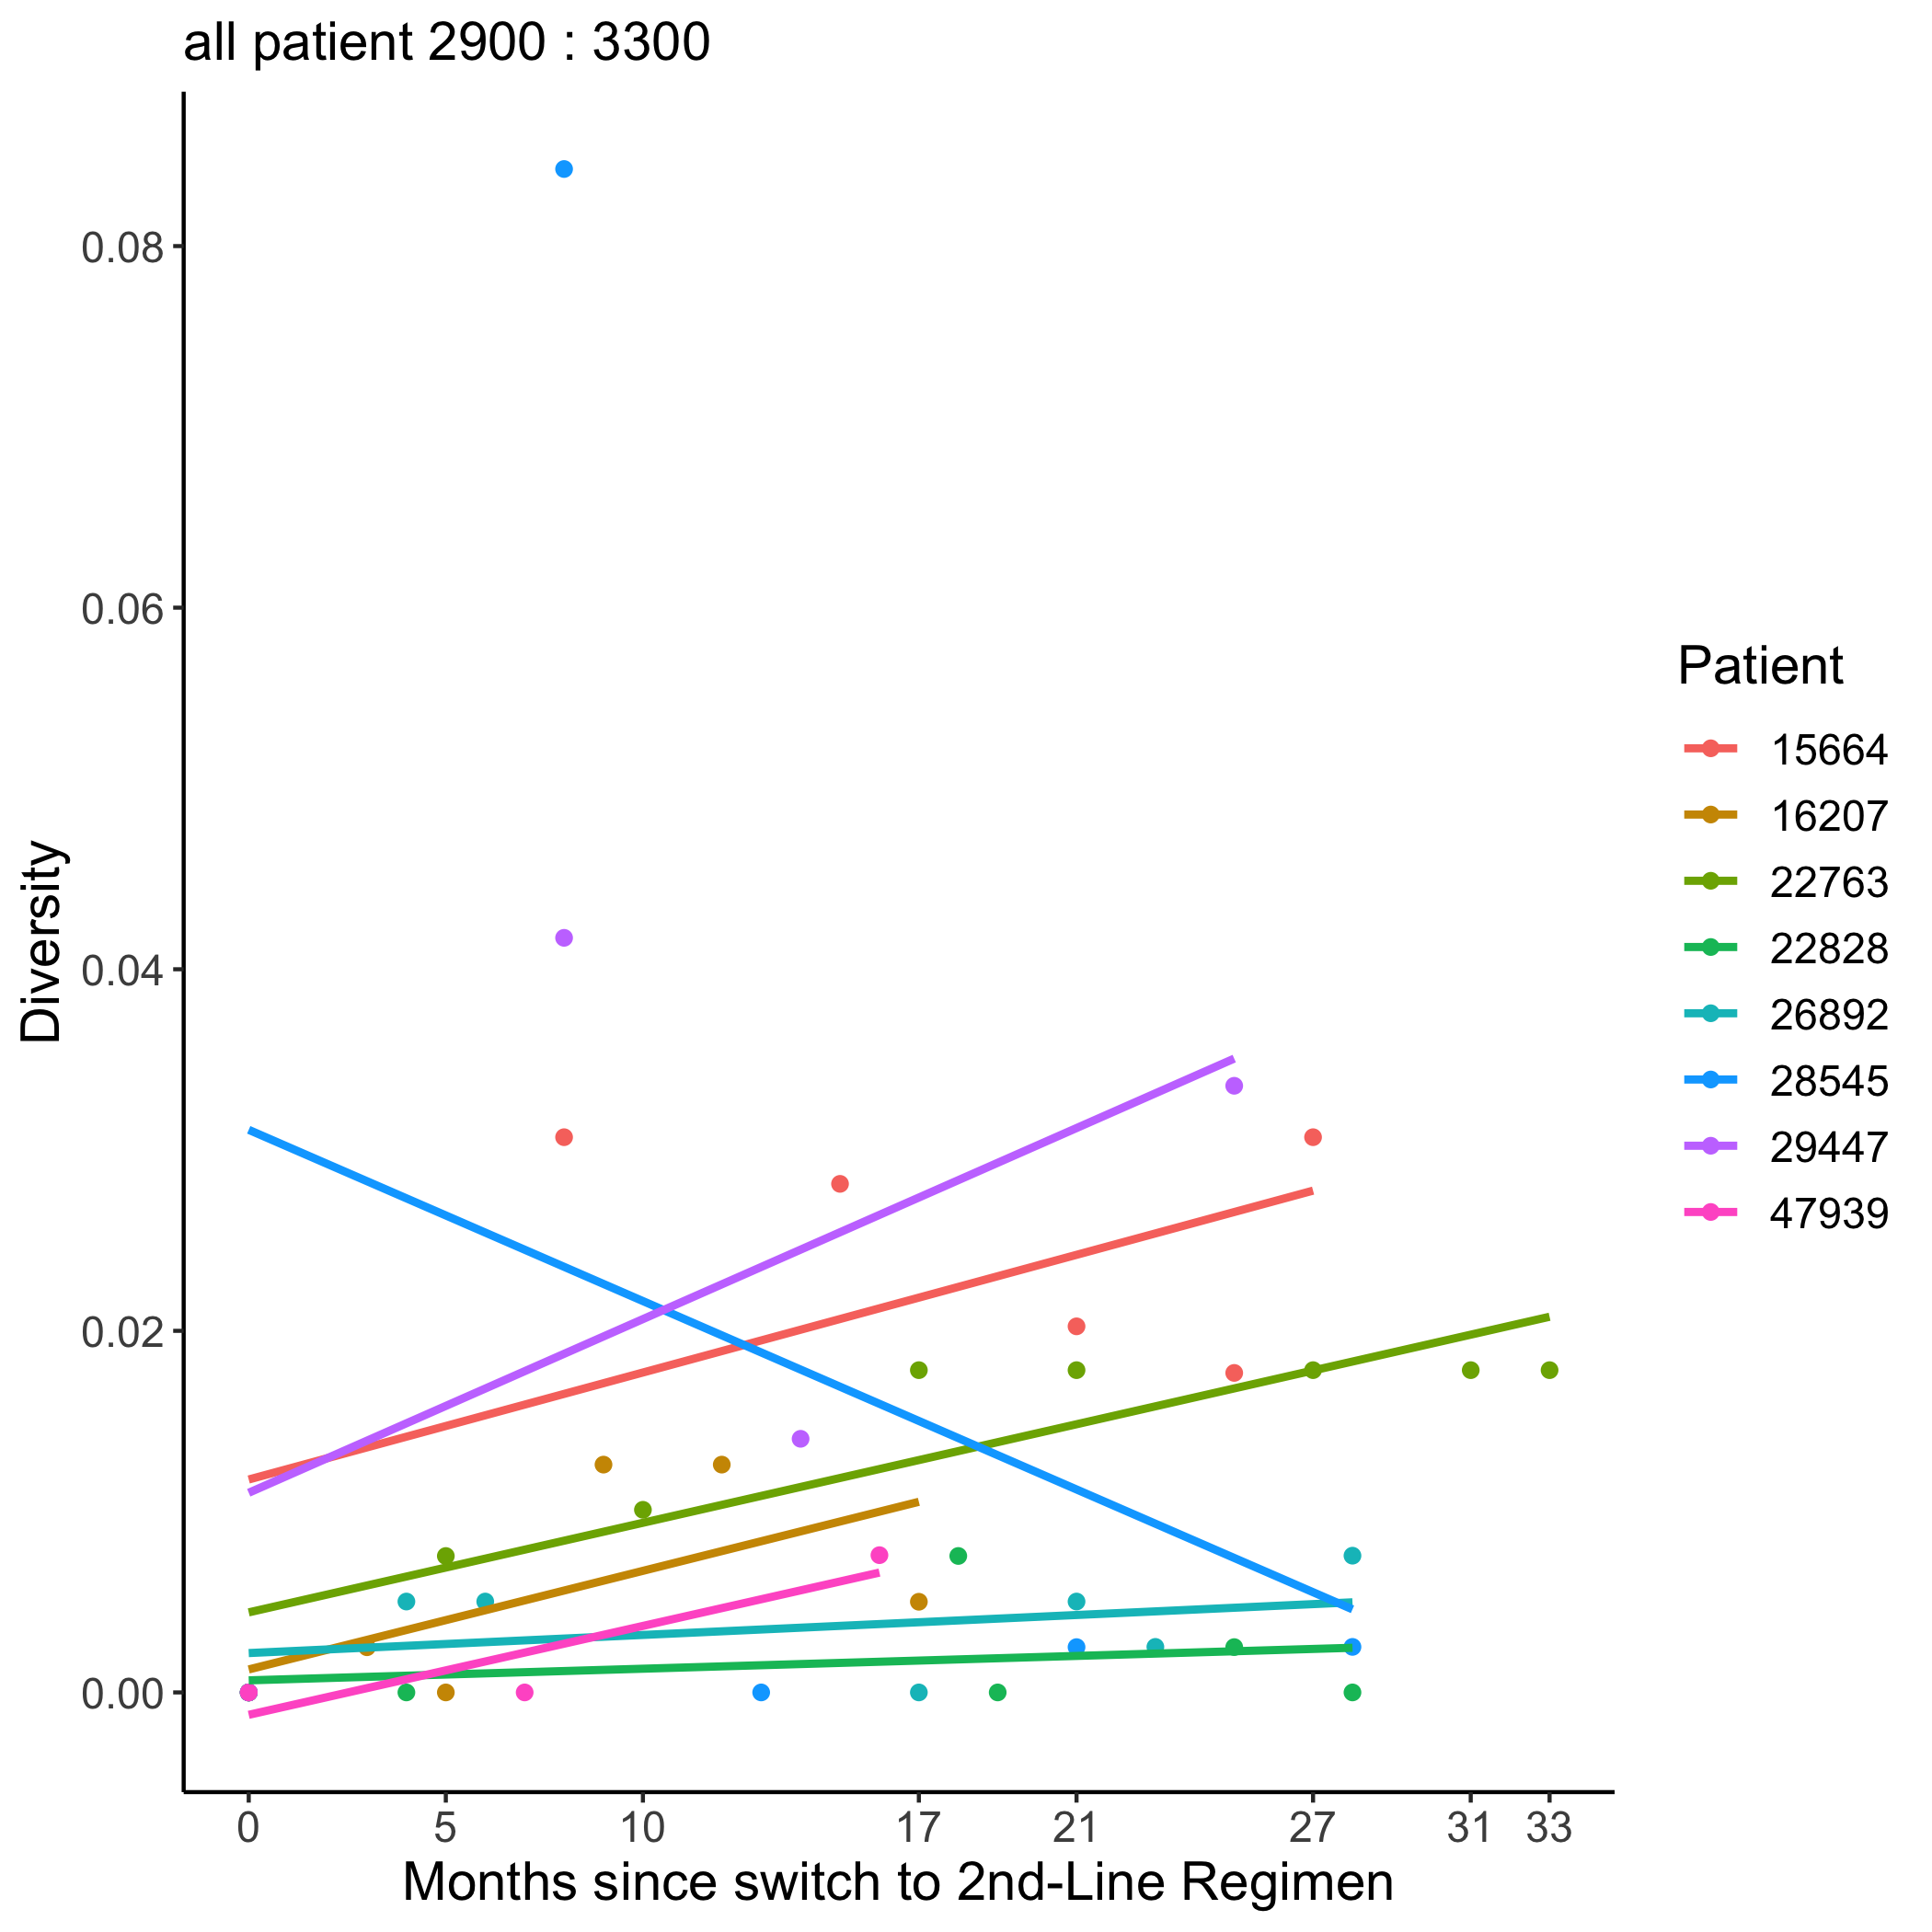 all patient 2900 : 3300
Diversity
0.08
0.06
0.04
0.02
0.00
0 5 10 17 21 27 31 33
Months since switch to 2nd-Line Regimen
Patient
15664
16207
22763
22828
26892
28545
29447
47939